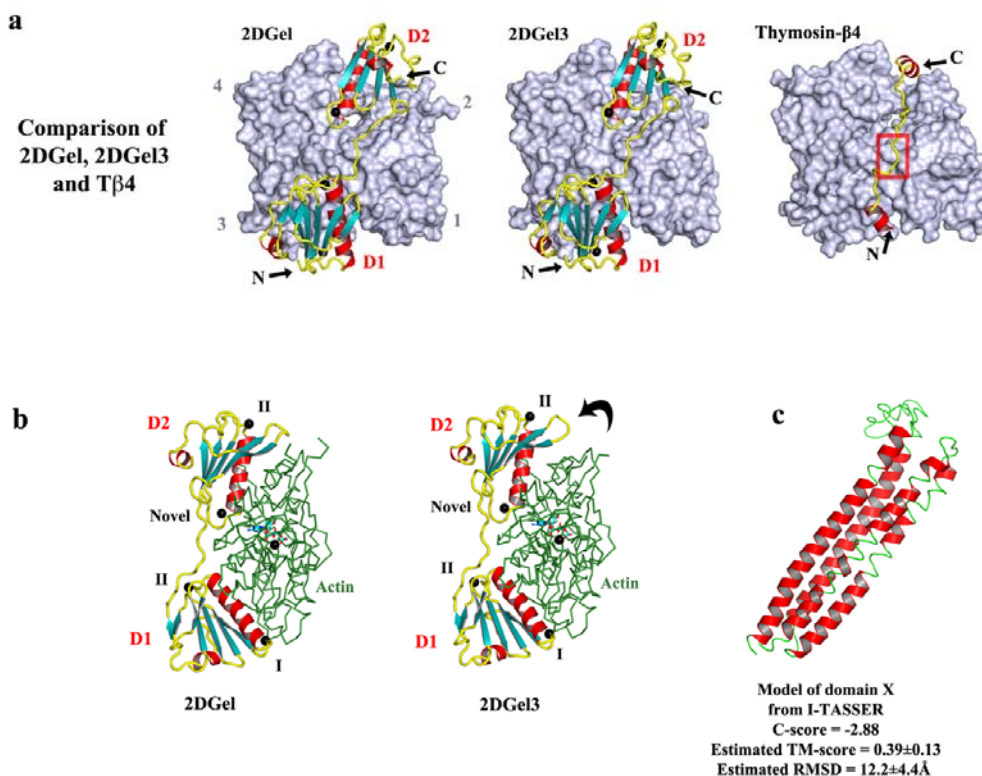 a
2DGel
2DGel3
Thymosin-β4
D2
D2
C
C
C
4
2
Comparison of
2DGel, 2DGel3
and Tβ4
3
1
N
D1
N
D1
N
b
c
II
II
D2
D2
Novel
Novel
II
II
Actin
Actin
D1
D1
I
I
2DGel
2DGel3
Model of domain X
from I-TASSER
C-score = -2.88
Estimated TM-score = 0.39±0.13
Estimated RMSD = 12.2±4.4Å